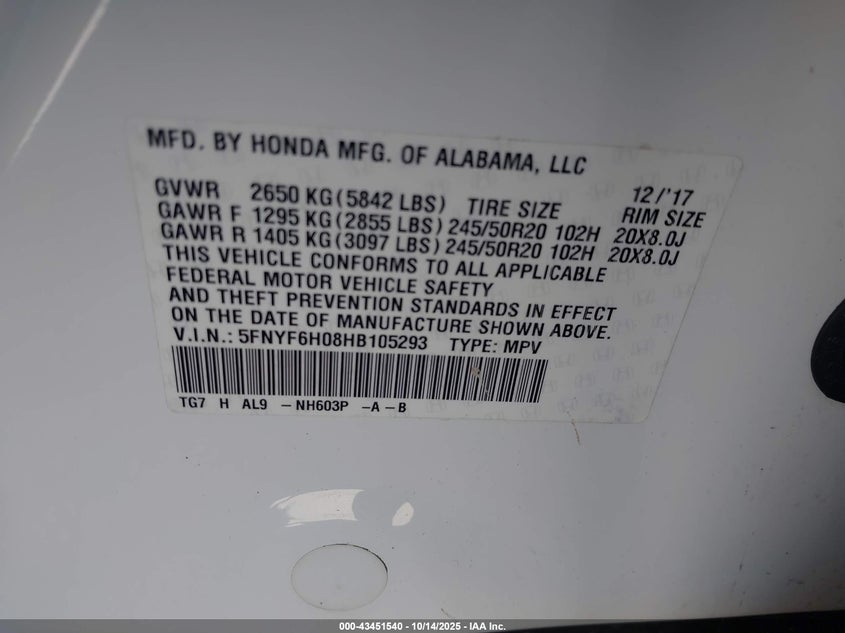 MFD. BY HONDA MFG. OF ALABAMA, LLC
GVWR 2650 KG(5842 LBS) TIRE SIZE 12/'17 RIM SIZE
GAWR F 1295 KG(2855 LBS)245/50R20 102H 20X8.0J
GAWR R 1405 KG(3097 LBS)245/50R20 102H 20X8.0J
THIS VEHICLE CONFORMS TO ALL APPLICABLE
FEDERAL MOTOR VEHICLE SAFETY
AND THEFT PREVENTION STANDARDS IN EFFECT
ON THE DATE OF MANUFACTURE SHOWN ABOVE.
V.I.N.: 5FNYF6H08HB105293 TYPE: MPV
TG7 H AL9 -NH603P -A-B
000-43451540 - 10/14/2025 - IAA Inc.